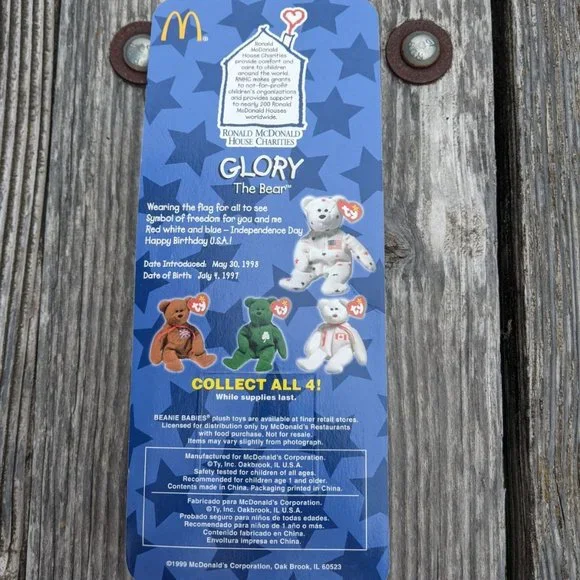 Ronald
McDonald
House Charities
provide comfort and
care to children
around the world.
RMHC makes grants
to not-for-profit
children's organizations
and provides support
to nearly 200 Ronald
McDonald Houses
worldwide.
RONALD MCDONALD
HOUSE CHARITIES
GLORY
The Bear™
Wearing the flag for all to see
Symbol of freedom for you and me
Red white and blue – Independence Day
Happy Birthday U.S.A.!
Date Introduced: May 30, 1998
Date of Birth: July 4, 1997
ty
ty
ty
ty
COLLECT ALL 4!
While supplies last.
BEANIE BABIES® plush toys are available at finer retail stores.
Licensed for distribution only by McDonald's Restaurants
with food purchase. Not for resale.
Items may vary slightly from photograph.
Manufactured for McDonald's Corporation.
©Ty, Inc. Oakbrook, IL U.S.A.
Safety tested for children of all ages.
Recommended for children age 1 and older.
Contents made in China. Packaging printed in China.
Fabricado para McDonald's Corporation.
©Ty, Inc. Oakbrook, IL U.S.A.
Probado seguro para niños de todas edades.
Recomendado para niños de 1 año o más.
Contenido fabricado en China.
Envoltura impresa en China.
©1999 McDonald's Corporation, Oak Brook, IL 60523